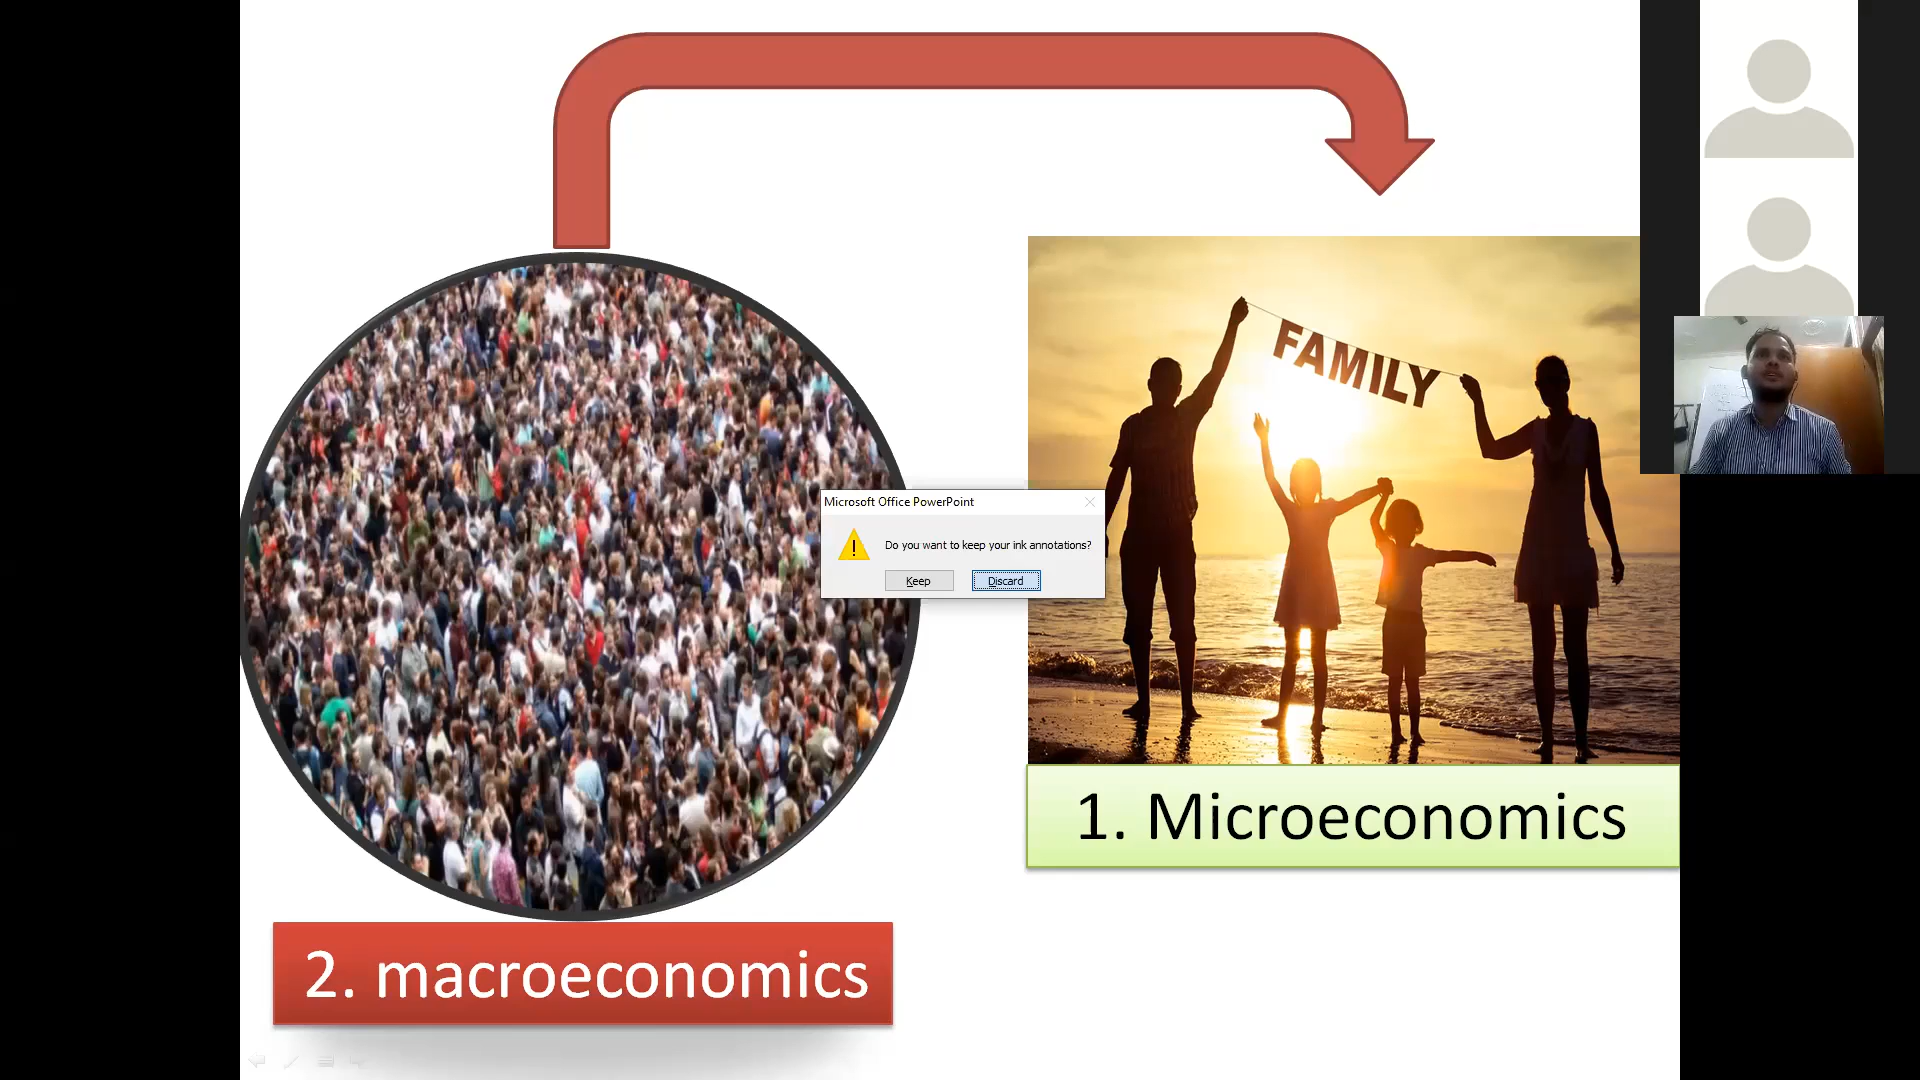 FAMILY
Microsoft Office PowerPoint
Do you want to keep your ink annotations?
Keep
Discard
1. Microeconomics
2. macroeconomics